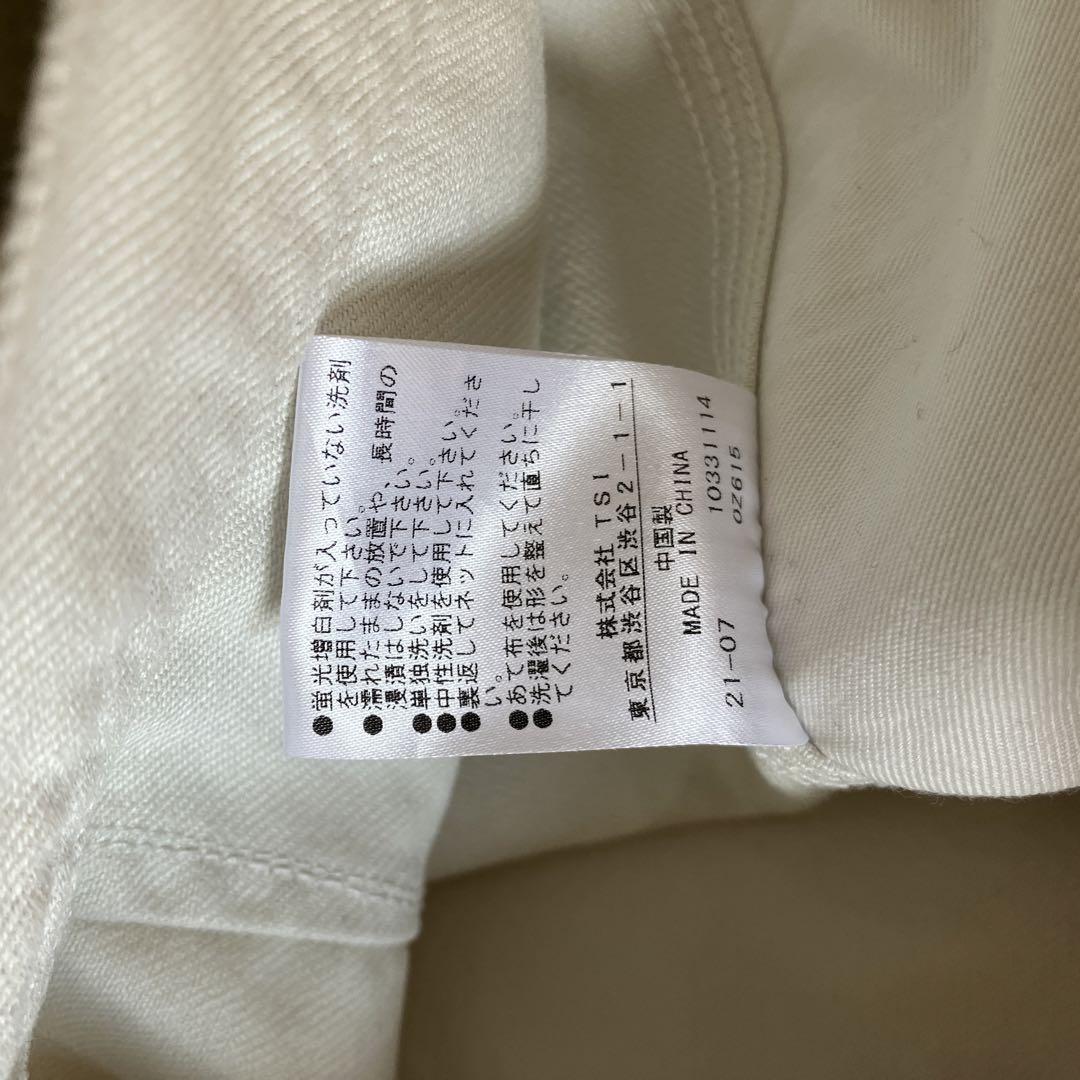 ●蛍光増白剤が入っていない洗剤
を使用して下さい。
●濡れたままの放置や、長時間の
浸漬はしないで下さい。
●単独洗いをして下さい。
●中性洗剤を使用して下さい。
●裏返してネットに入れてくださ
い。
●あて布を使用してください。
●洗濯後は形を整えて直ちに干し
てください。
株式会社 TSI
東京都渋谷区渋谷2-1-1
中国製
MADE IN CHINA
10331114
21-07 0Z615